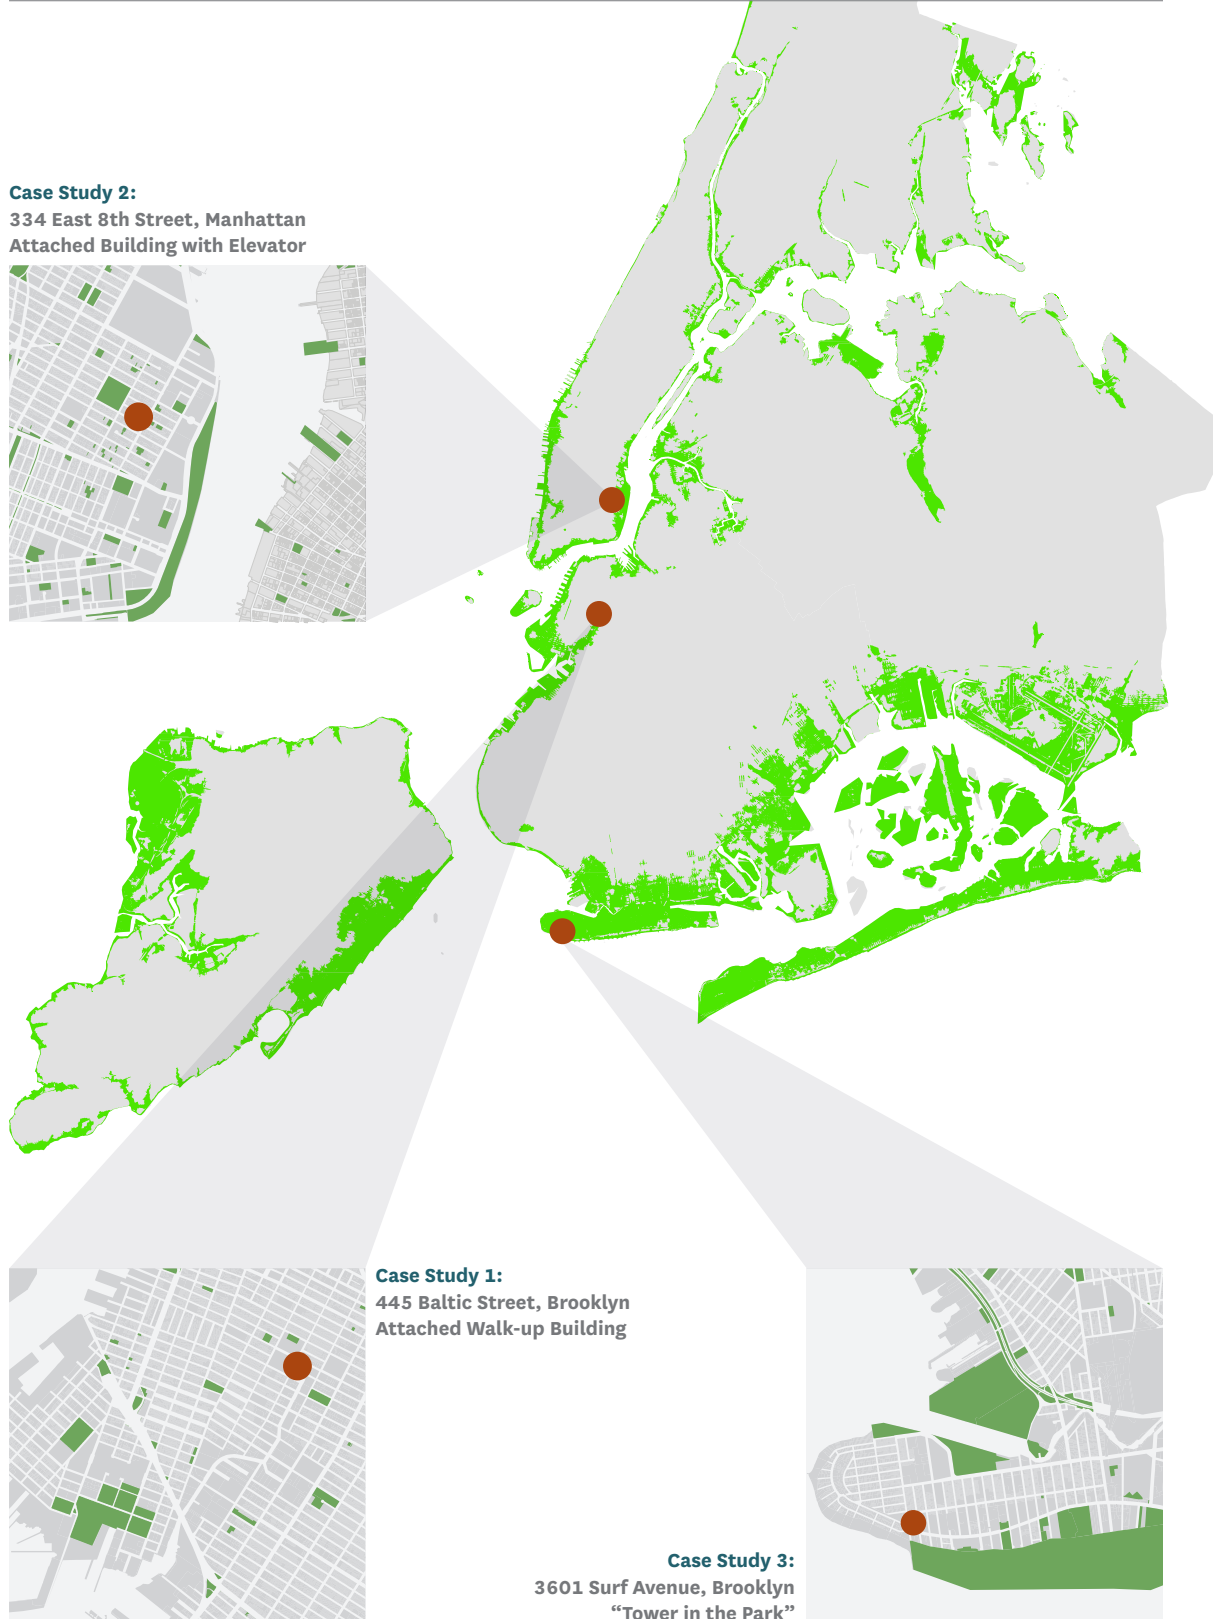 Case Study 2:
334 East 8th Street, Manhattan
Attached Building with Elevator
Case Study 1:
445 Baltic Street, Brooklyn
Attached Walk-up Building
Case Study 3:
3601 Surf Avenue, Brooklyn
“Tower in the Park”